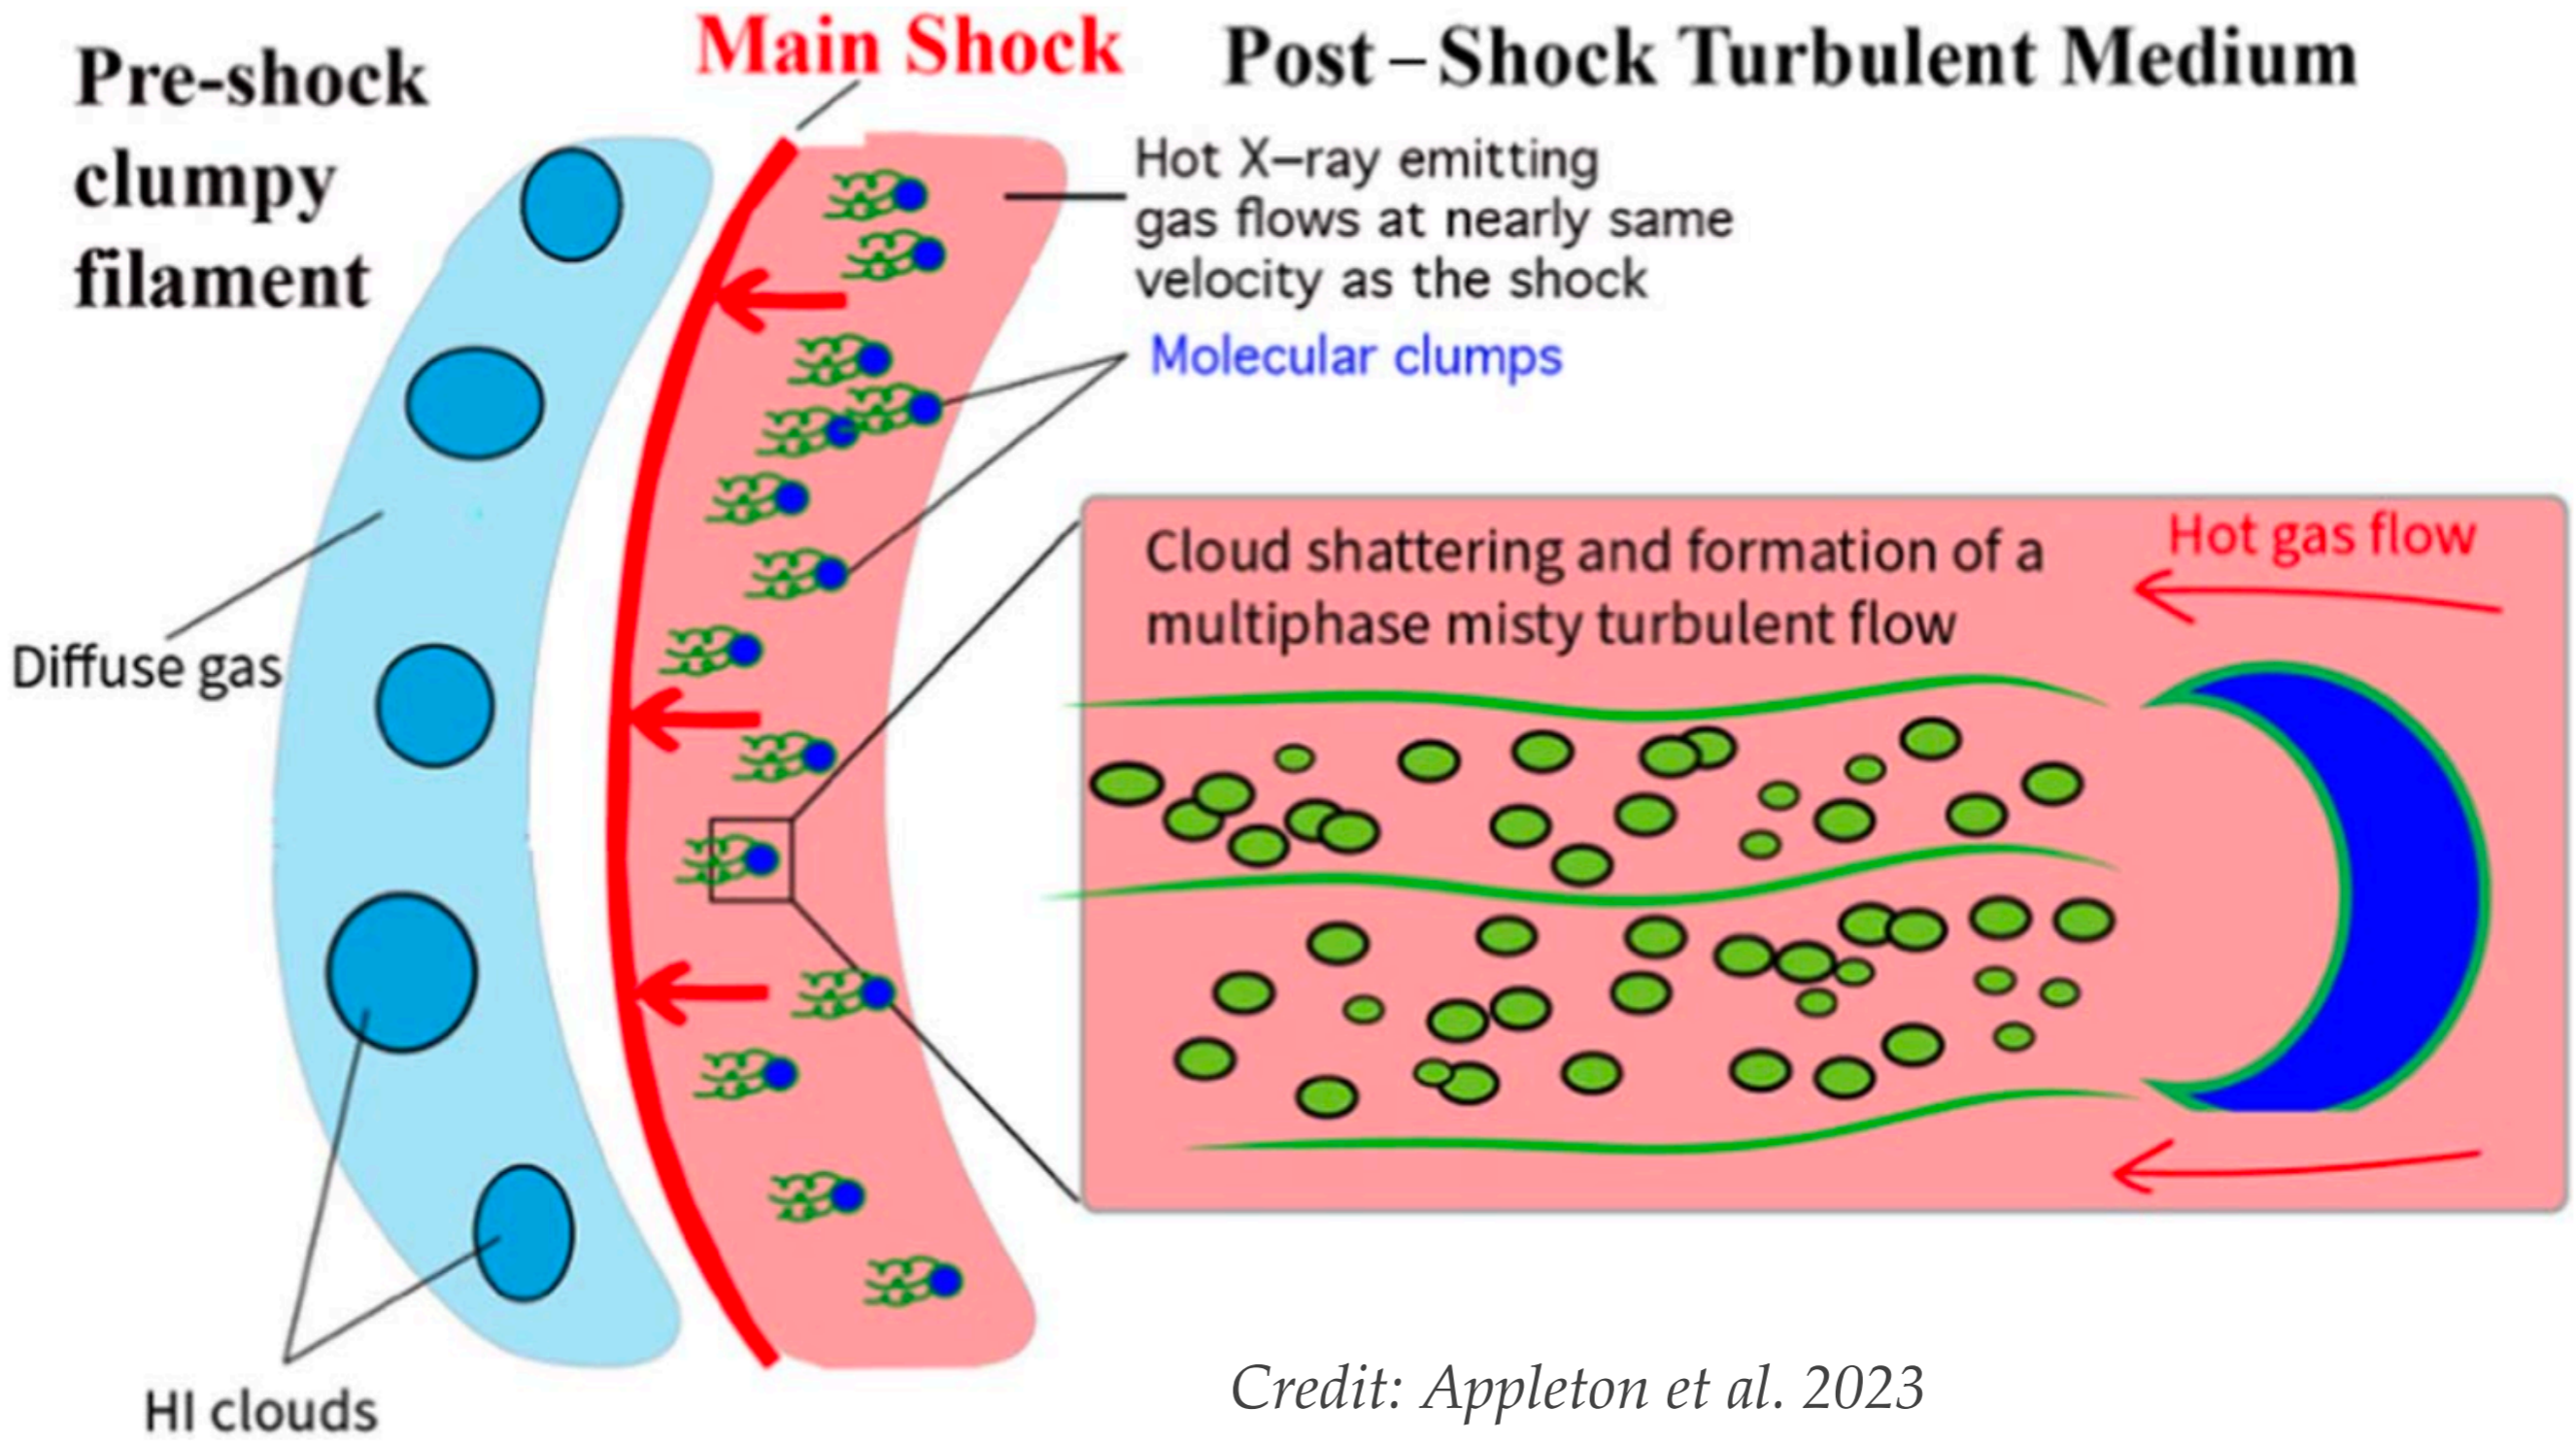 Pre-shock
clumpy
filament
Main Shock
Post – Shock Turbulent Medium
Hot X–ray emitting
gas flows at nearly same
velocity as the shock
Molecular clumps
Cloud shattering and formation of a
multiphase misty turbulent flow
Hot gas flow
Diffuse gas
HI clouds
Credit: Appleton et al. 2023